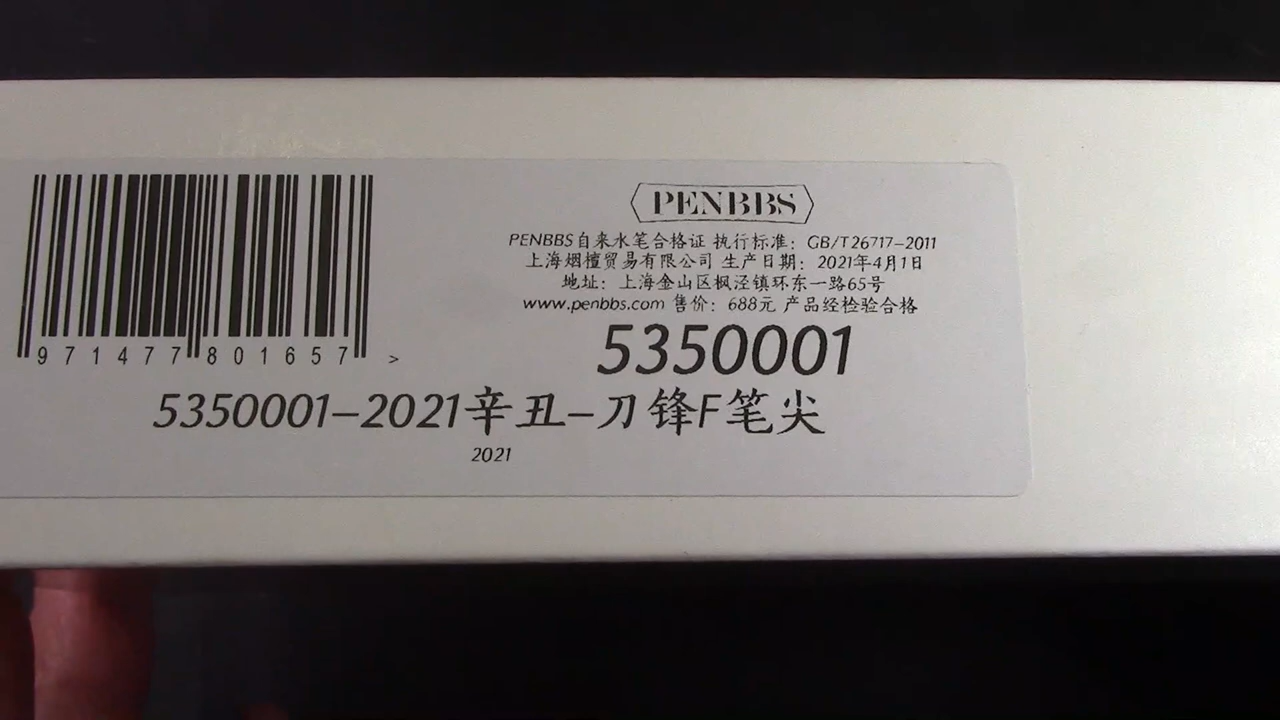 PENBBS
PENBBS自来水笔合格证 执行标准：GB/T26717-2011
上海烟檀贸易有限公司 生产日期：2021年4月1日
地址：上海金山区枫泾镇环东一路65号
www.penbbs.com 售价：688元 产品经检验合格
5350001
971477801657 >
5350001-2021辛丑-刀锋F笔尖
2021